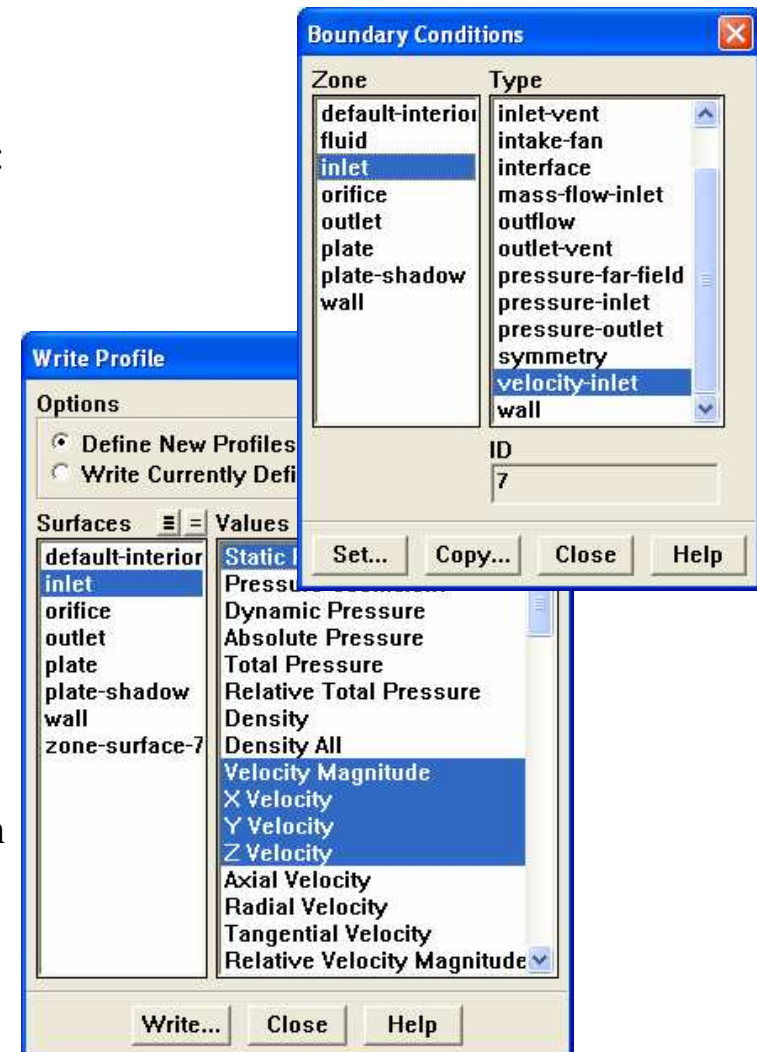 Boundary Conditions
Zone
default-interior
fluid
inlet
orifice
outlet
plate
plate-shadow
wall
Type
inlet-vent
intake-fan
interface
mass-flow-inlet
outflow
outlet-vent
pressure-far-field
pressure-inlet
pressure-outlet
symmetry
velocity-inlet
wall
ID
7
Set... Copy... Close Help
:
Write Profile
Options
Define New Profiles
Write Currently Defi
Surfaces
default-interior
inlet
orifice
outlet
plate
plate-shadow
wall
zone-surface-7
Values
Static
Dynamic Pressure
Absolute Pressure
Total Pressure
Relative Total Pressure
Density
Density All
Velocity Magnitude
X Velocity
Y Velocity
Z Velocity
Axial Velocity
Radial Velocity
Tangential Velocity
Relative Velocity Magnitude
Write... Close Help